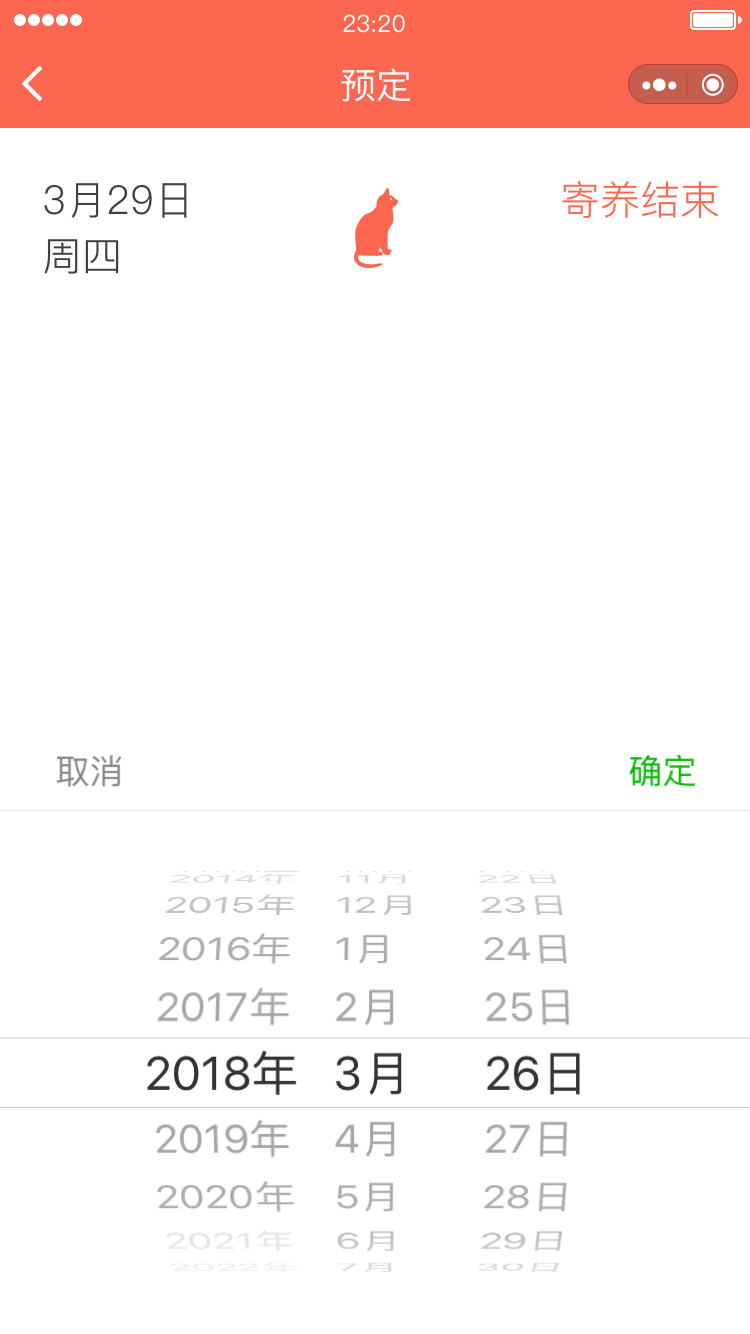 23:20
预定
3月29日
周四
寄养结束
取消
确定
2014年 11月 22日
2015年 12月 23日
2016年 1月 24日
2017年 2月 25日
2018年 3月 26日
2019年 4月 27日
2020年 5月 28日
2021年 6月 29日
2022年 7月 30日